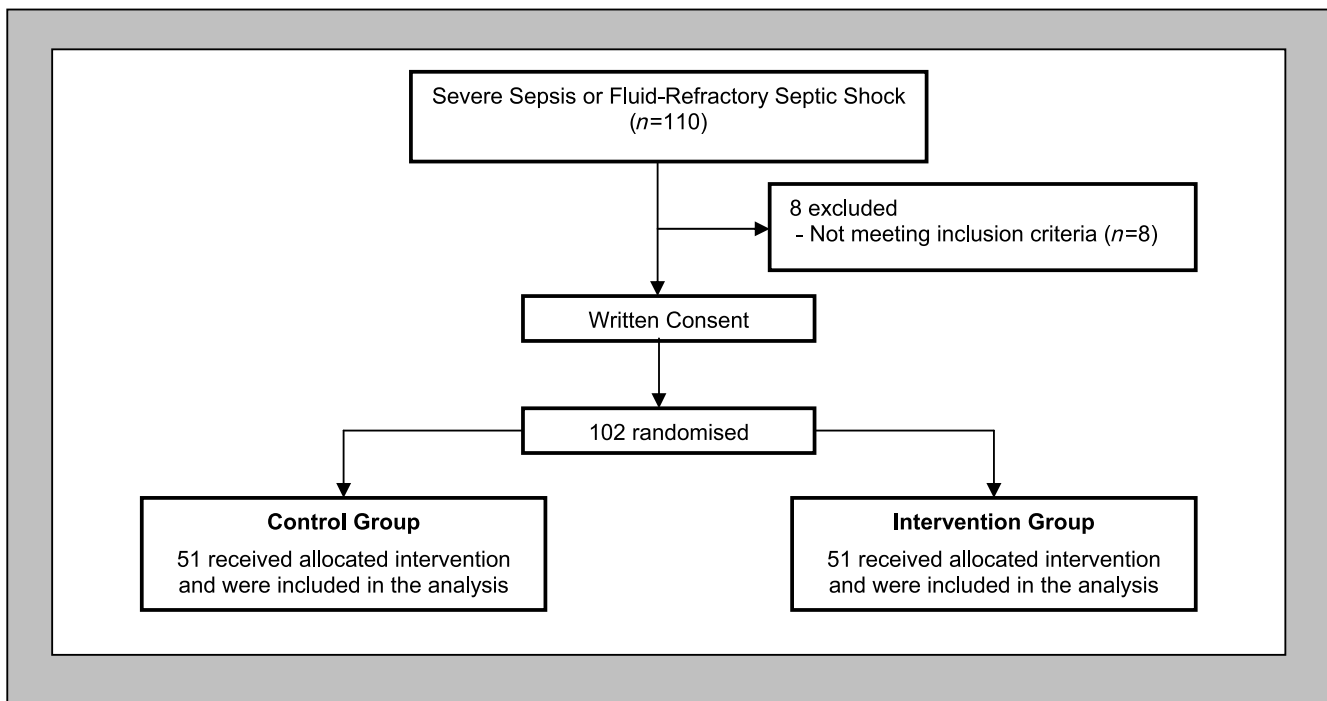 Severe Sepsis or Fluid-Refractory Septic Shock
(n=110)
8 excluded
- Not meeting inclusion criteria (n=8)
Written Consent
102 randomised
Control Group
51 received allocated intervention
and were included in the analysis
Intervention Group
51 received allocated intervention
and were included in the analysis